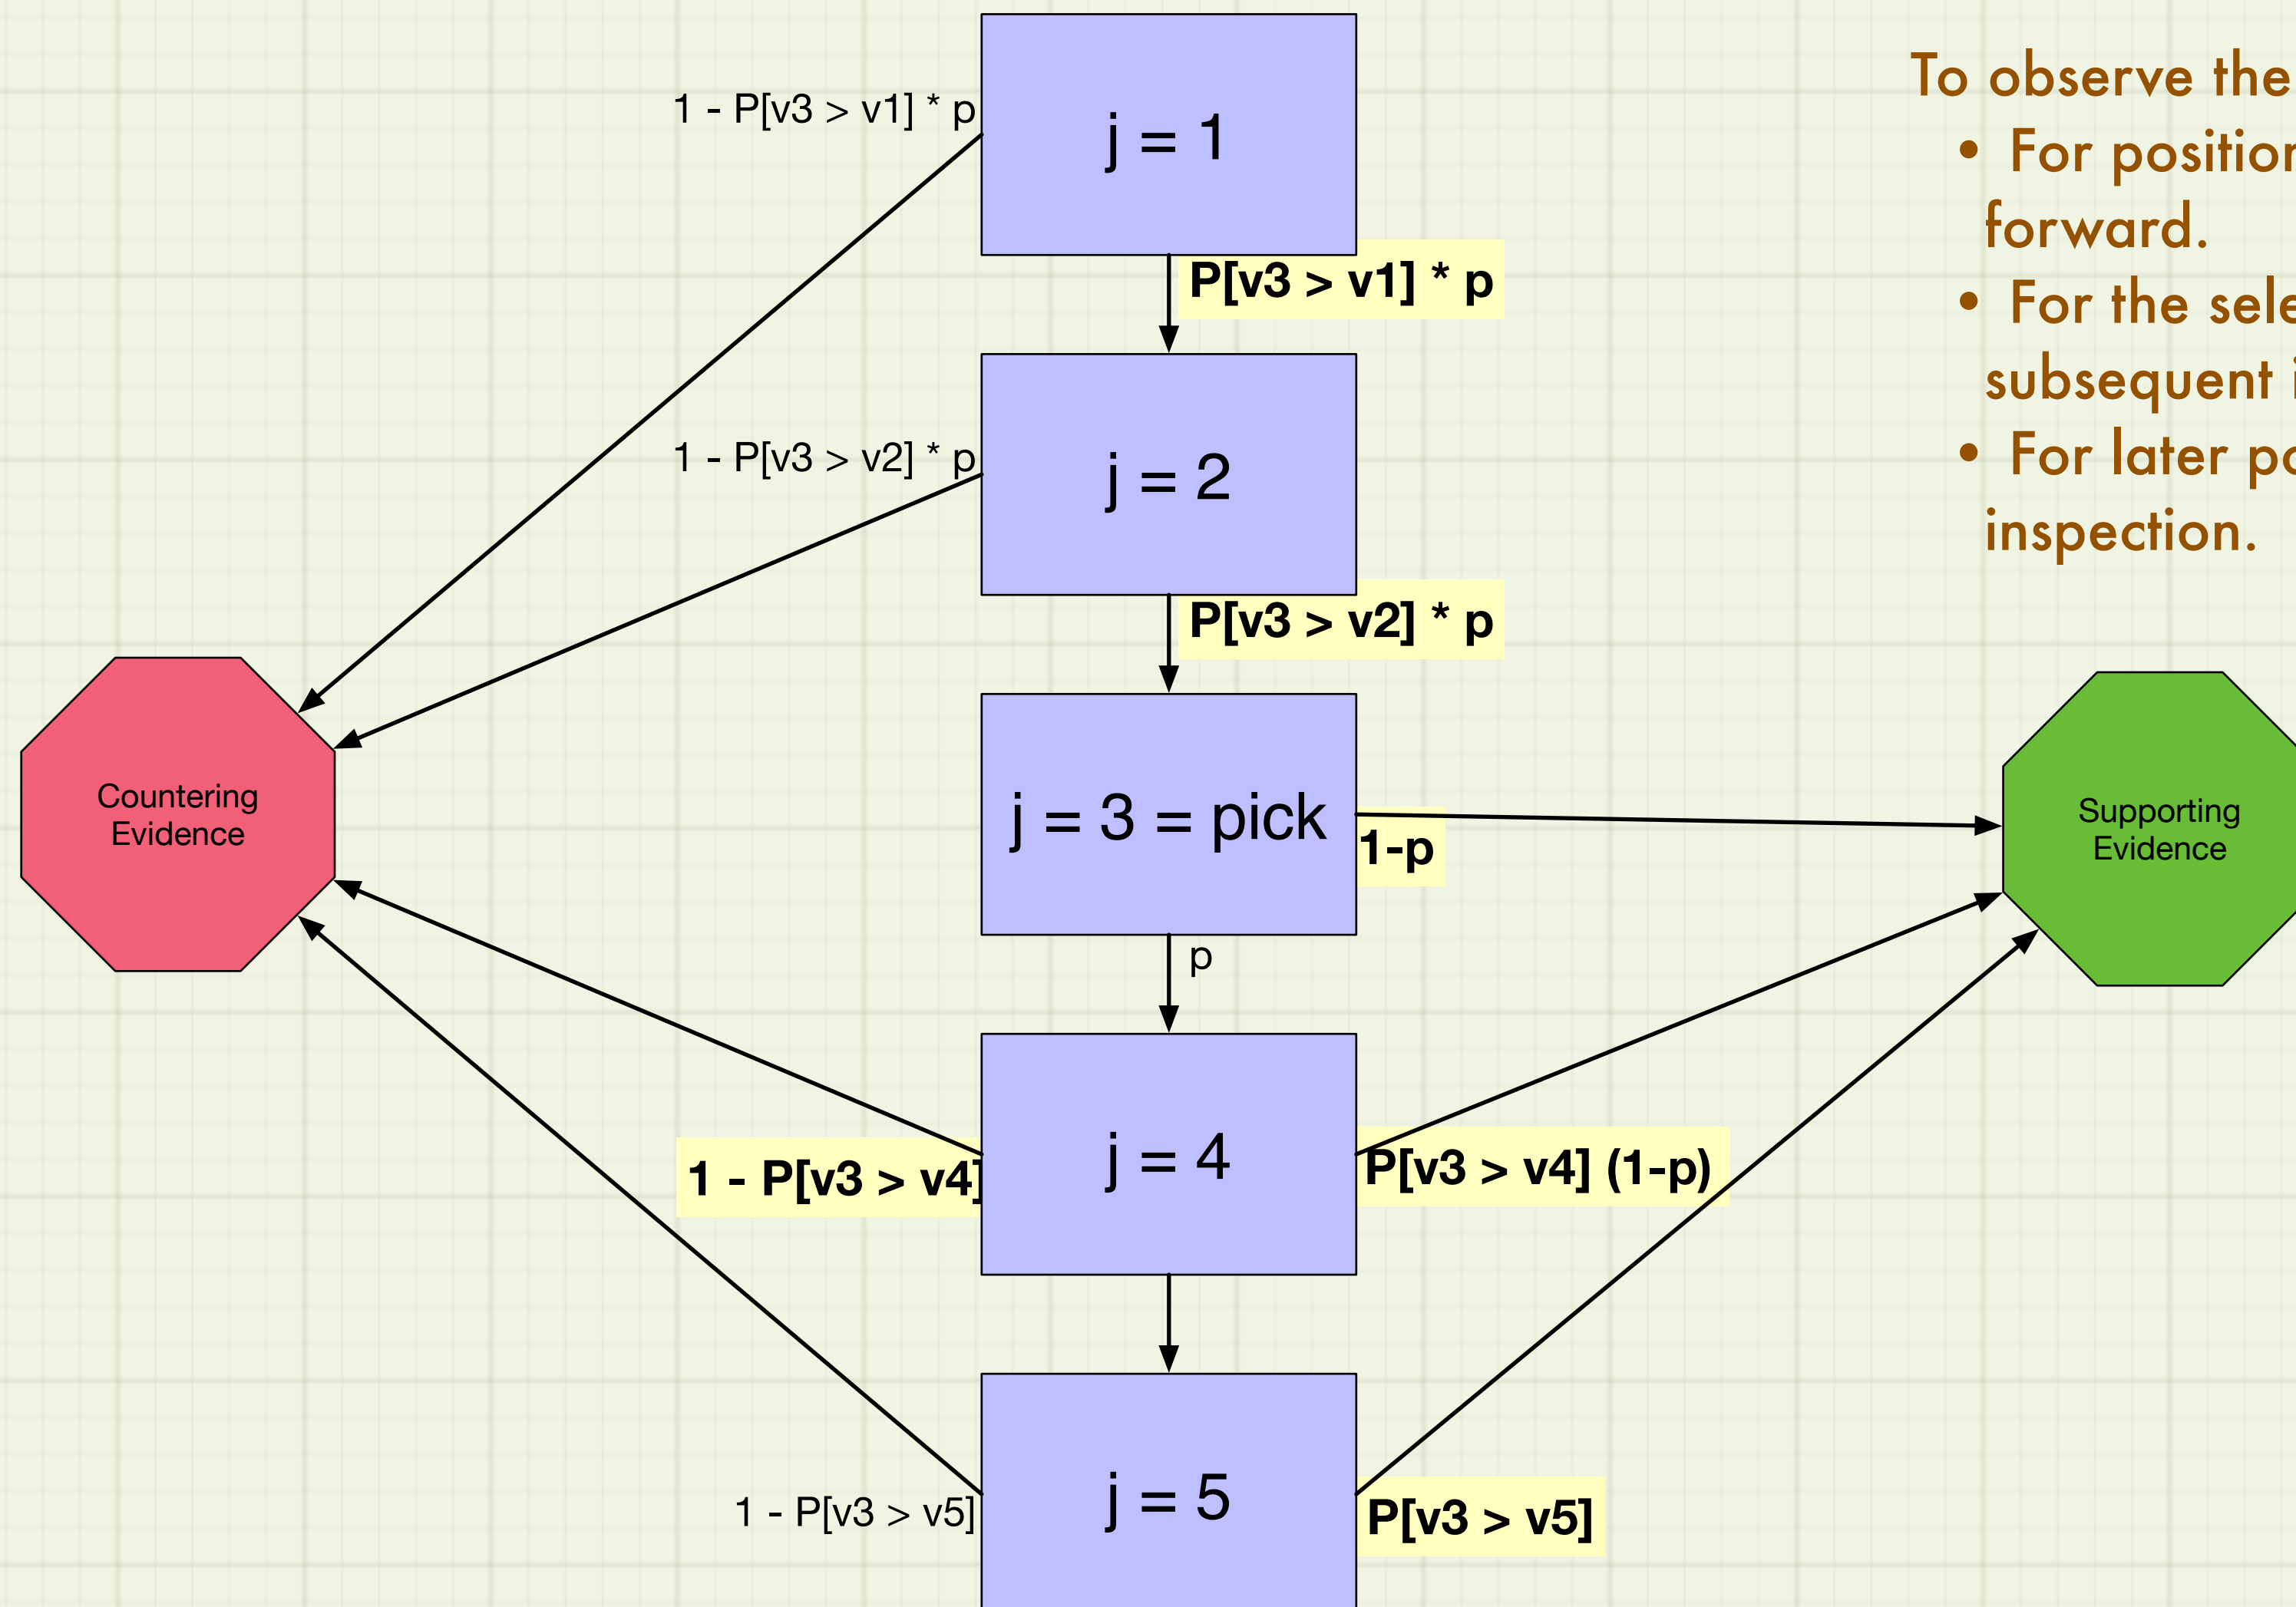 1 - P[v3 > v1] * p
j = 1
P[v3 > v1] * p
1 - P[v3 > v2] * p
j = 2
P[v3 > v2] * p
To observe the
• For position
forward.
• For the sele
subsequent i
• For later po
inspection.
Countering
Evidence
j = 3 = pick
1-p
Supporting
Evidence
p
1 - P[v3 > v4]
j = 4
P[v3 > v4] (1-p)
1 - P[v3 > v5]
j = 5
P[v3 > v5]